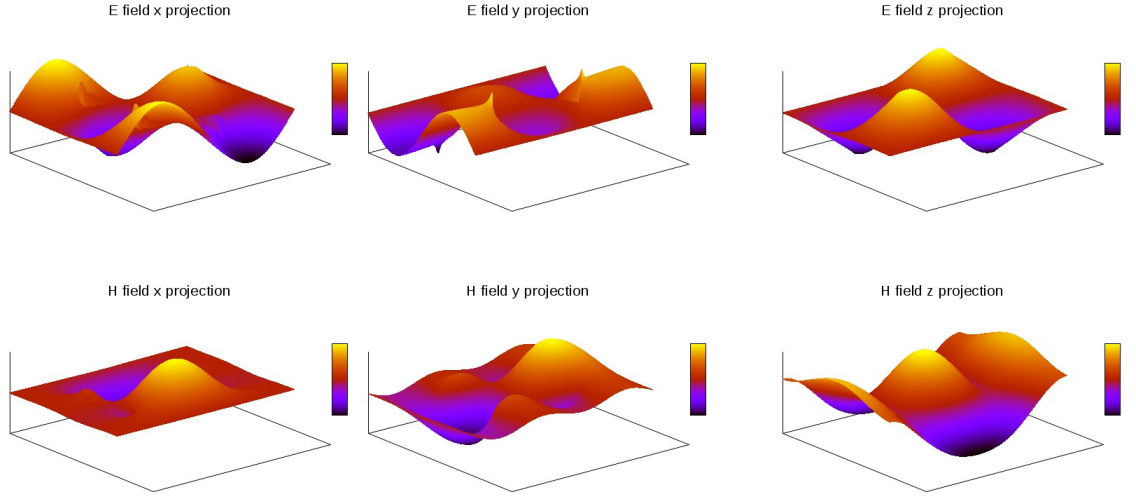 E field x projection
E field y projection
E field z projection
H field x projection
H field y projection
H field z projection